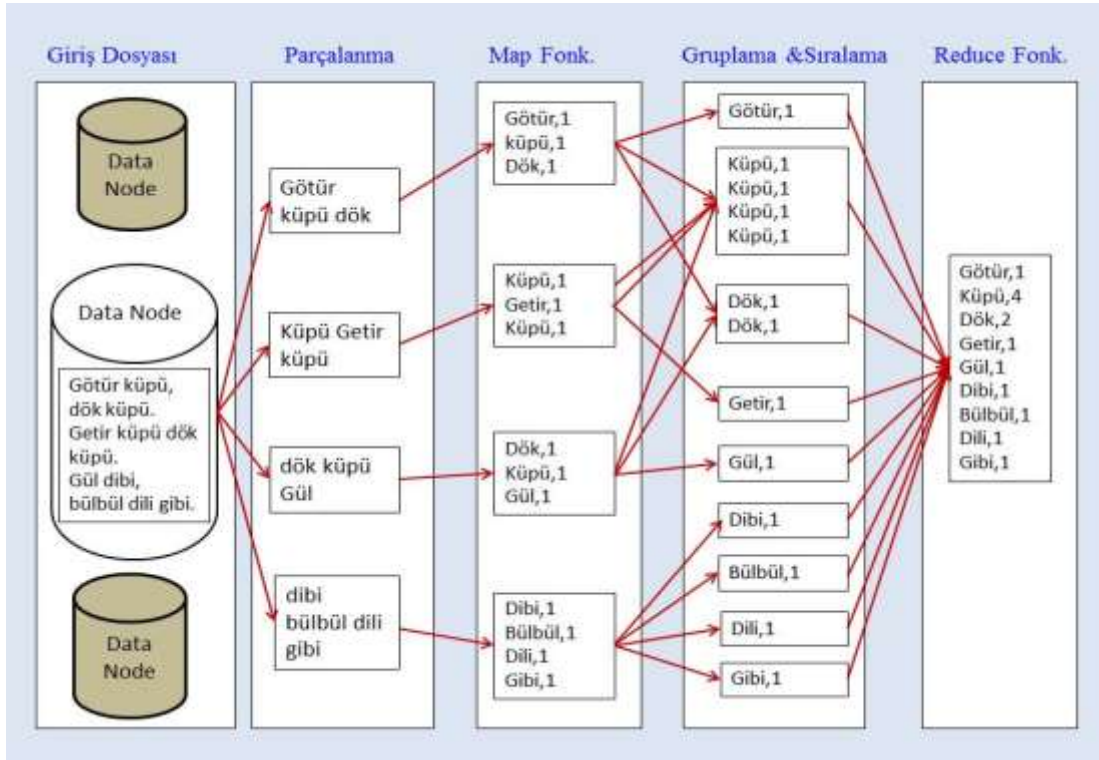 Giriş Dosyası
Parçalanma
Map Fonk.
Gruplama &Sıralama
Reduce Fonk.
Data
Node
Data Node
Götür küpü,
dök küpü.
Getir küpü dök
küpü.
Gül dibi,
bülbül dili gibi.
Data
Node
Götür
küpü dök
Küpü Getir
küpü
dök küpü
Gül
dibi
bülbül dili
gibi
Götür,1
küpü,1
Dök,1
Küpü,1
Getir,1
Küpü,1
Dök,1
Küpü,1
Gül,1
Dibi,1
Bülbül,1
Dili,1
Gibi,1
Götür,1
Küpü,1
Küpü,1
Küpü,1
Küpü,1
Dök,1
Dök,1
Getir,1
Gül,1
Dibi,1
Bülbül,1
Dili,1
Gibi,1
Götür,1
Küpü,4
Dök,2
Getir,1
Gül,1
Dibi,1
Bülbül,1
Dili,1
Gibi,1